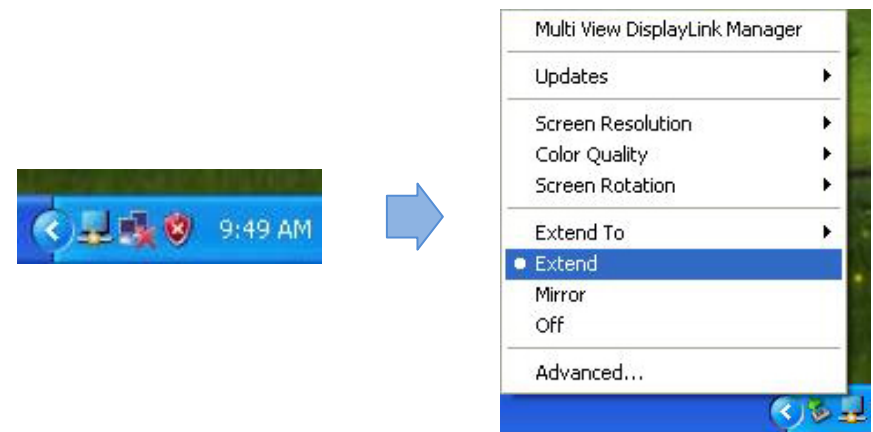 9:49 AM
Multi View DisplayLink Manager
Updates
Screen Resolution
Color Quality
Screen Rotation
Extend To
Extend
Mirror
Off
Advanced...